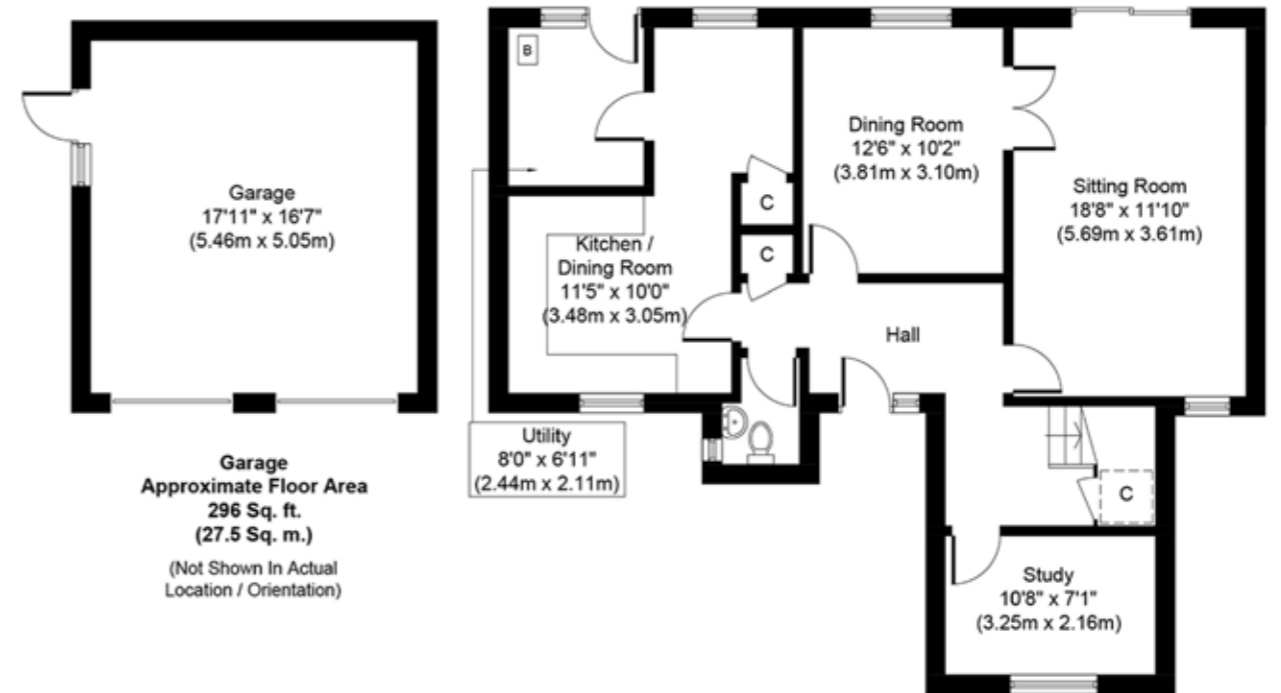 Garage
17'11" x 16'7"
(5.46m x 5.05m)
Garage
Approximate Floor Area
296 Sq. ft.
(27.5 Sq. m.)
(Not Shown In Actual
Location / Orientation)
B
Kitchen /
Dining Room
11'5" x 10'0"
(3.48m x 3.05m)
Utility
8'0" x 6'11"
(2.44m x 2.11m)
C
C
Dining Room
12'6" x 10'2"
(3.81m x 3.10m)
Hall
Sitting Room
18'8" x 11'10"
(5.69m x 3.61m)
C
Study
10'8" x 7'1"
(3.25m x 2.16m)